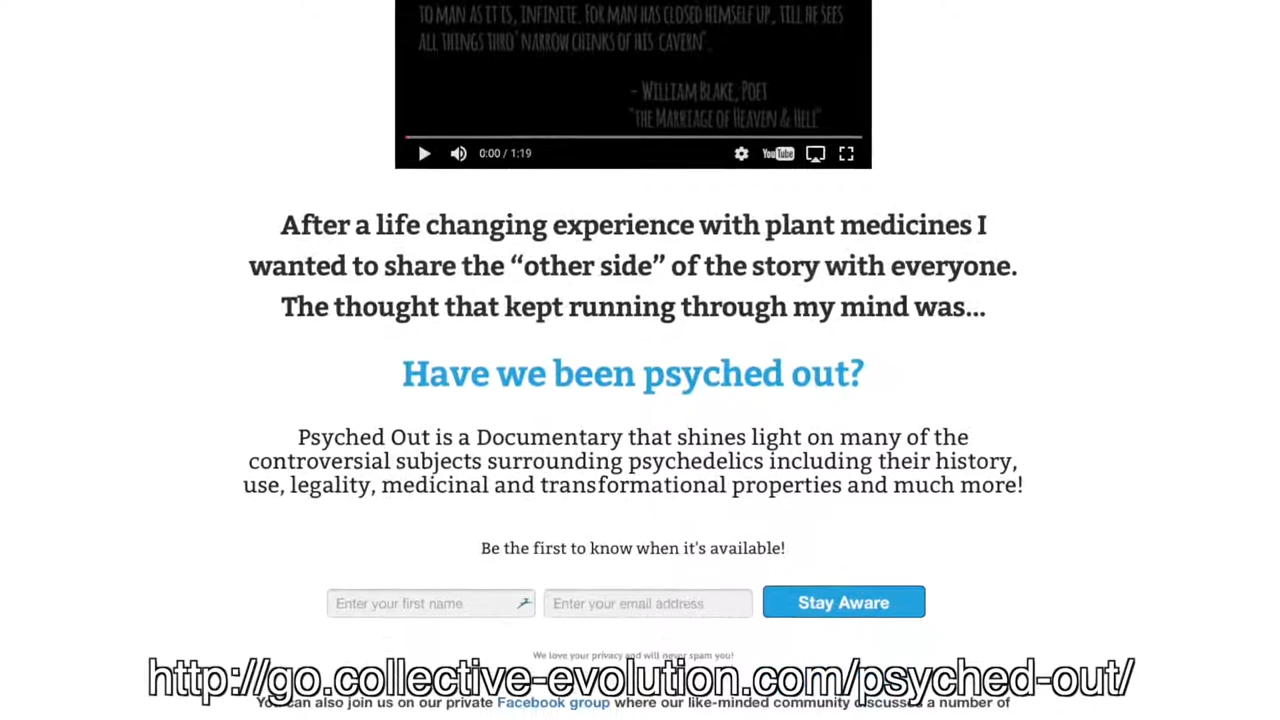 TO MAN AS IT IS, INFINITE. FOR MAN HAS CLOSED HIMSELF UP, TILL HE SEES
ALL THINGS THRO' NARROW CHINKS OF HIS CAVERN".
- WILLIAM BLAKE, POET
"THE MARRIAGE OF HEAVEN & HELL"
0:00 / 1:19
YouTube
After a life changing experience with plant medicines I
wanted to share the “other side” of the story with everyone.
The thought that kept running through my mind was...
Have we been psyched out?
Psyched Out is a Documentary that shines light on many of the
controversial subjects surrounding psychedelics including their history,
use, legality, medicinal and transformational properties and much more!
Be the first to know when it's available!
Enter your first name
Enter your email address
Stay Aware
We love your privacy and will never spam you!
http://go.collective-evolution.com/psyched-out/
You can also join us on our private Facebook group where our like-minded community discusses a number of